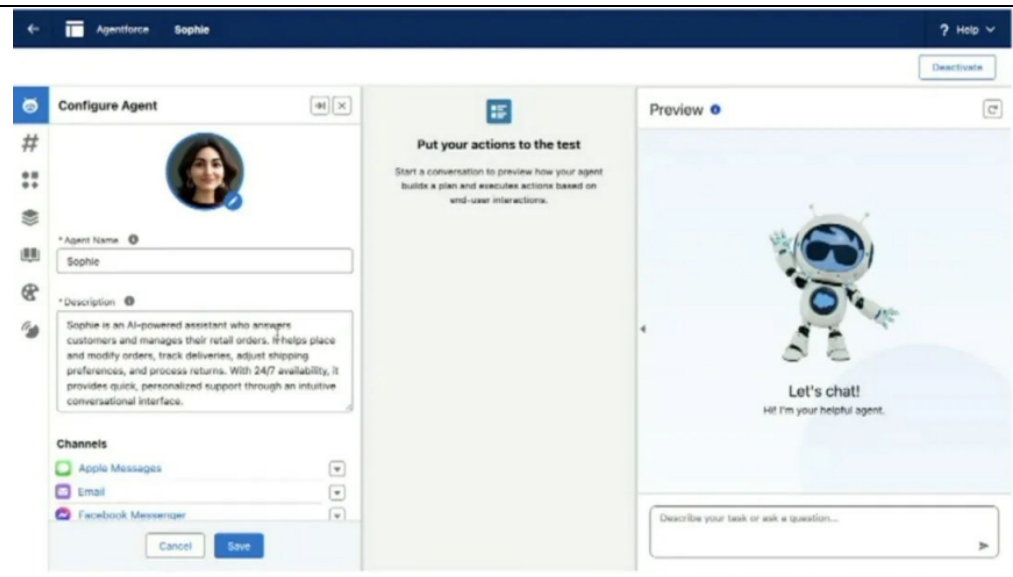 Agentforce Sophie
? Help
Deactivate
Configure Agent
* Agent Name
Sophie
* Description
Sophie is an AI-powered assistant who answers
customers and manages their retail orders. It helps place
and modify orders, track deliveries, adjust shipping
preferences, and process returns. With 24/7 availability, it
provides quick, personalized support through an intuitive
conversational interface.
Channels
Apple Messages
Email
Facebook Messenger
Cancel Save
Put your actions to the test
Start a conversation to preview how your agent
builds a plan and executes actions based on
end-user interactions.
Preview
Let's chat!
Hi! I'm your helpful agent.
Describe your task or ask a question...